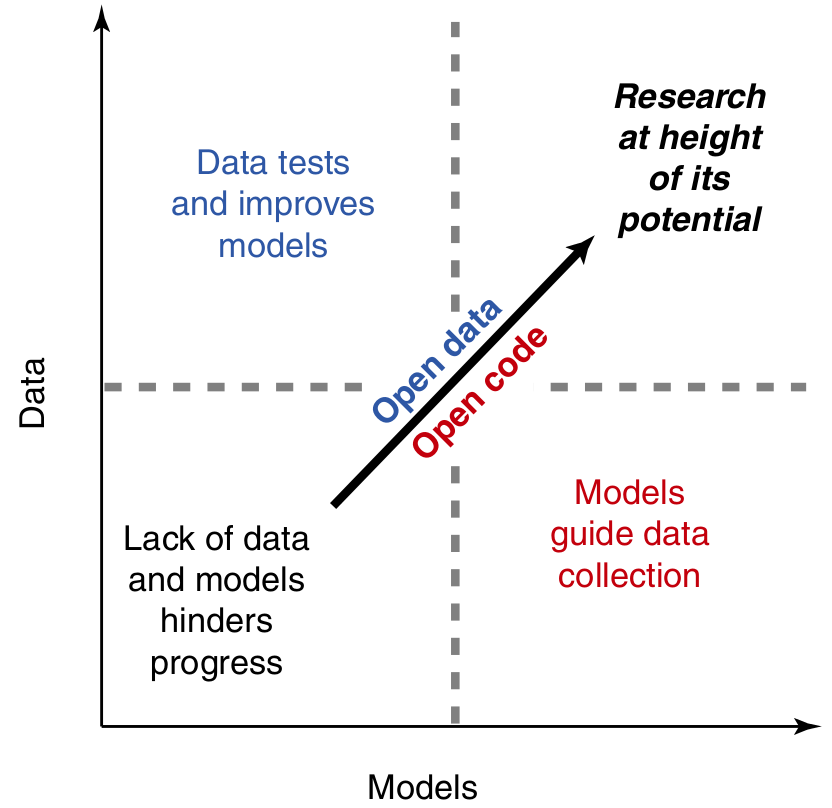 Research
at height
of its
potential
Data tests
and improves
models
Open data
Open code
Data
Models
guide data
collection
Lack of data
and models
hinders
progress
Models